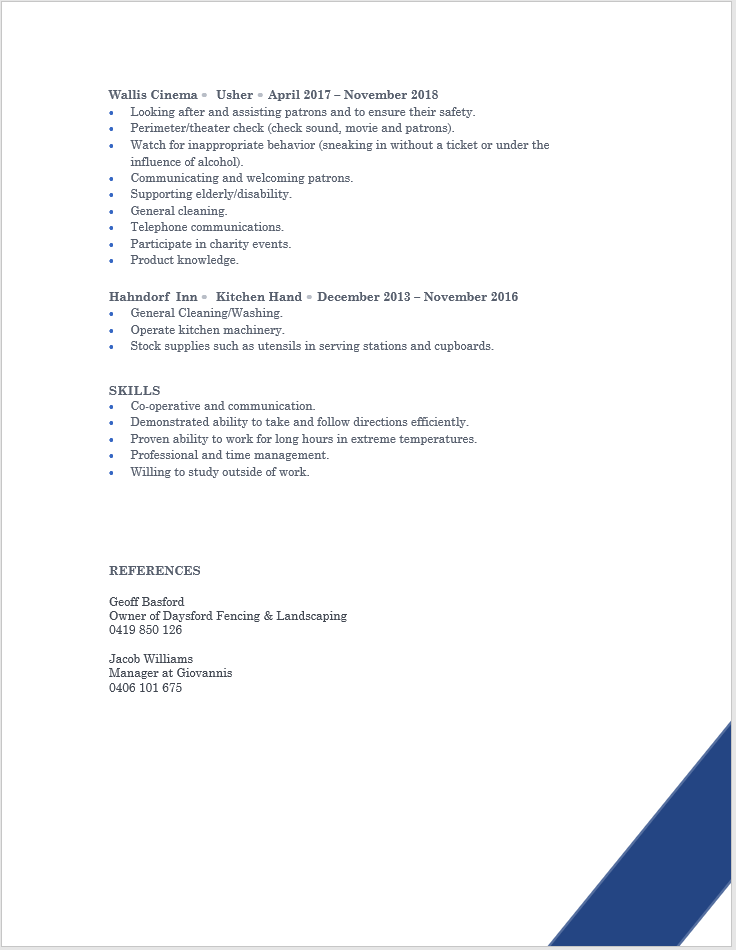 Wallis Cinema • Usher • April 2017 – November 2018
• Looking after and assisting patrons and to ensure their safety.
• Perimeter/theater check (check sound, movie and patrons).
• Watch for inappropriate behavior (sneaking in without a ticket or under the
influence of alcohol).
• Communicating and welcoming patrons.
• Supporting elderly/disability.
• General cleaning.
• Telephone communications.
• Participate in charity events.
• Product knowledge.
Hahndorf Inn • Kitchen Hand • December 2013 – November 2016
• General Cleaning/Washing.
• Operate kitchen machinery.
• Stock supplies such as utensils in serving stations and cupboards.
SKILLS
• Co-operative and communication.
• Demonstrated ability to take and follow directions efficiently.
• Proven ability to work for long hours in extreme temperatures.
• Professional and time management.
• Willing to study outside of work.
REFERENCES
Geoff Basford
Owner of Daysford Fencing & Landscaping
0419 850 126
Jacob Williams
Manager at Giovannis
0406 101 675